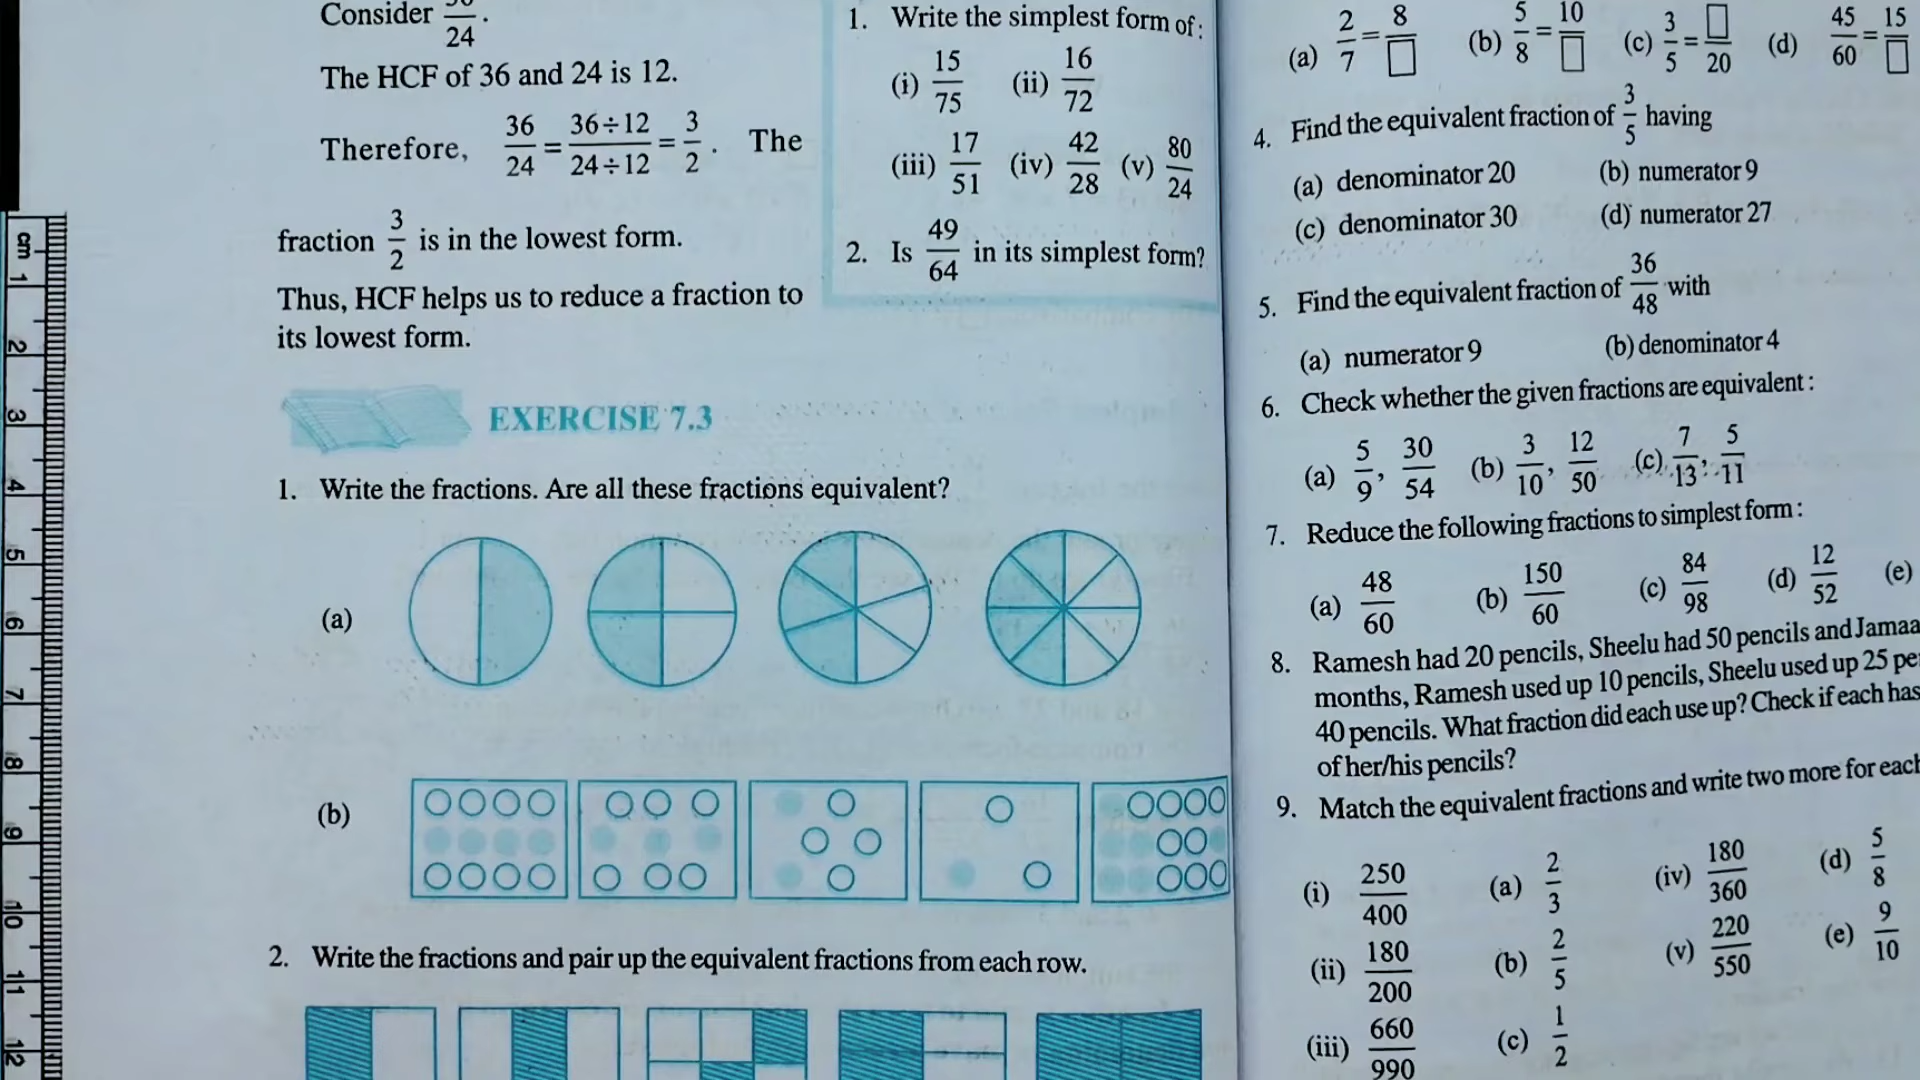 Consider 36/24.
The HCF of 36 and 24 is 12.
Therefore, 36/24 = 36÷12/24÷12 = 3/2. The
fraction 3/2 is in the lowest form.
Thus, HCF helps us to reduce a fraction to
its lowest form.
1. Write the simplest form of:
(i) 15/75 (ii) 16/72
(iii) 17/51 (iv) 42/28 (v) 80/24
2. Is 49/64 in its simplest form?
EXERCISE 7.3
1. Write the fractions. Are all these fractions equivalent?
(a)
(b)
2. Write the fractions and pair up the equivalent fractions from each row.
cm 1 2 3 4 5 6 7 8 9 10 11 12
(a) 2/7 = 8/□ (b) 5/8 = 10/□ (c) 3/5 = □/20 (d) 45/60 = 15/□
4. Find the equivalent fraction of 3/5 having
(a) denominator 20 (b) numerator 9
(c) denominator 30 (d) numerator 27
5. Find the equivalent fraction of 36/48 with
(a) numerator 9 (b) denominator 4
6. Check whether the given fractions are equivalent :
(a) 5/9, 30/54 (b) 3/10, 12/50 (c) 7/13, 5/11
7. Reduce the following fractions to simplest form :
(a) 48/60 (b) 150/60 (c) 84/98 (d) 12/52 (e)
8. Ramesh had 20 pencils, Sheelu had 50 pencils and Jamaa
months, Ramesh used up 10 pencils, Sheelu used up 25 pe
40 pencils. What fraction did each use up? Check if each has
of her/his pencils?
9. Match the equivalent fractions and write two more for each
(i) 250/400 (a) 2/3 (iv) 180/360 (d) 5/8
(ii) 180/200 (b) 2/5 (v) 220/550 (e) 9/10
(iii) 660/990 (c) 1/2